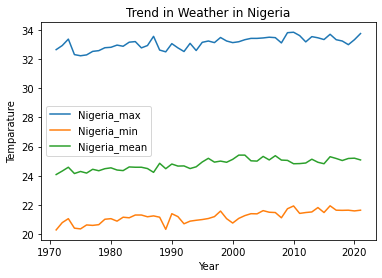 Trend in Weather in Nigeria
34
32
30
28
26
24
22
20
Temparature
Nigeria_max
Nigeria_min
Nigeria_mean
1970
1980
1990
2000
2010
2020
Year